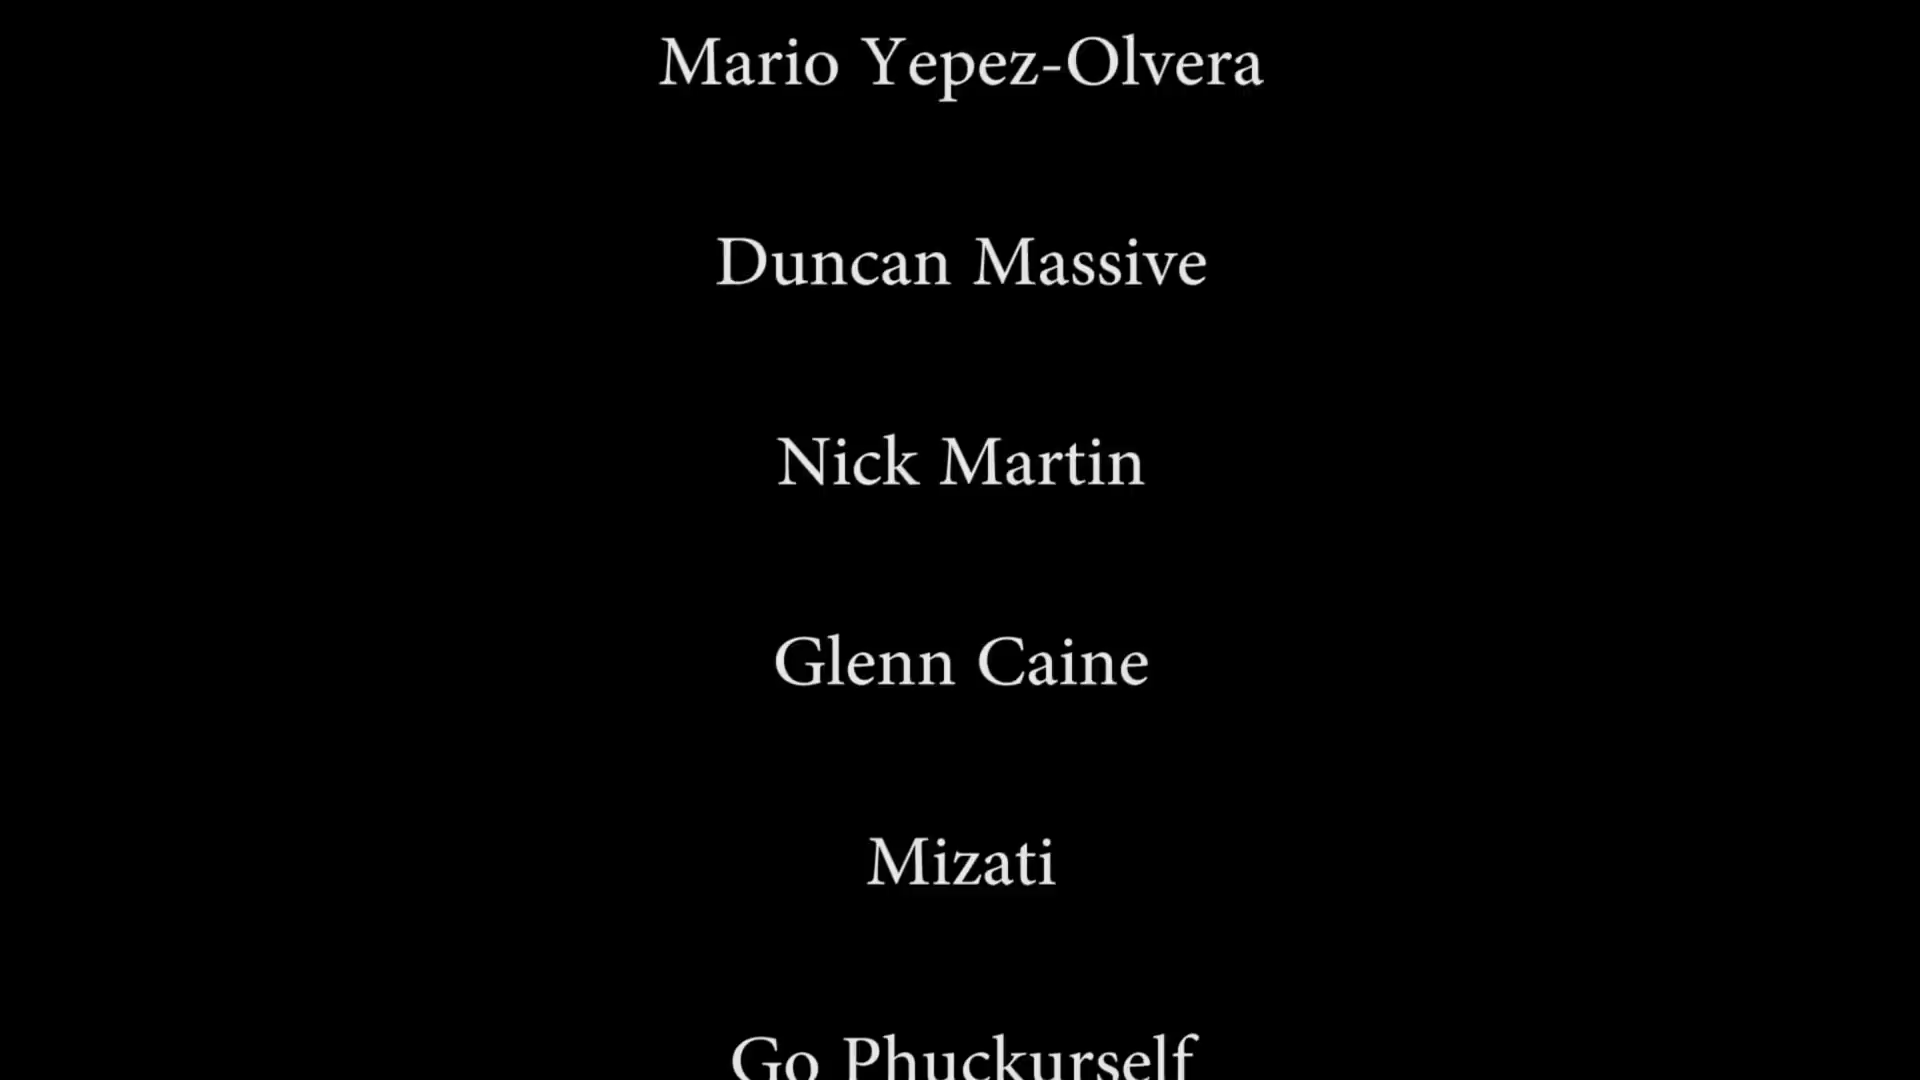 Mario Yepez-Olvera
Duncan Massive
Nick Martin
Glenn Caine
Mizati
Go Phuckurself